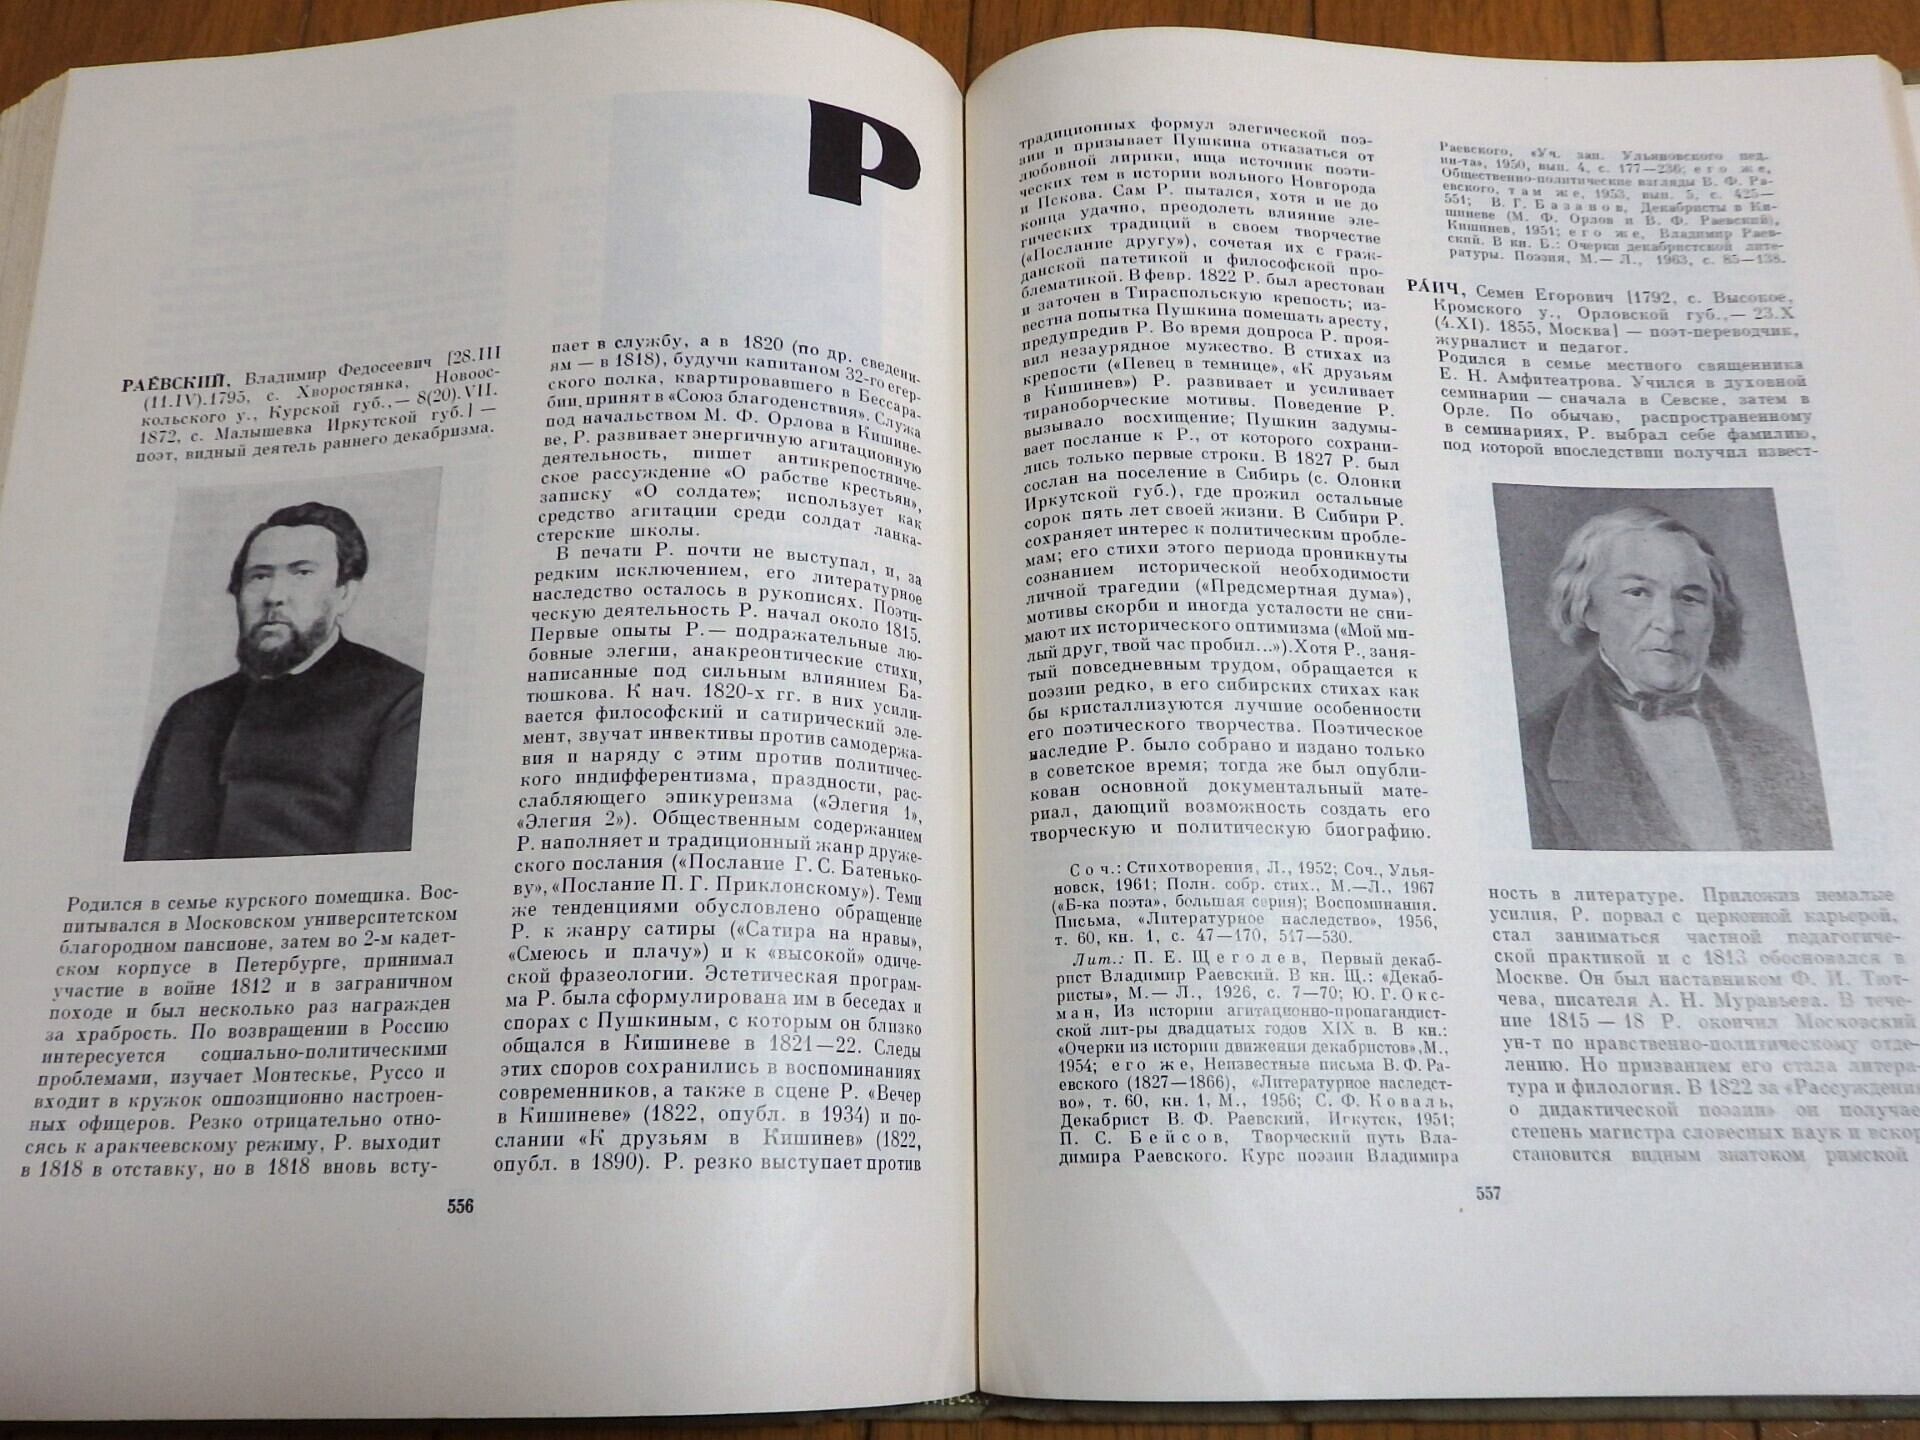 Р
РАЕВСКИЙ, Владимир Федосеевич [28.III
(11.IV).1795, с. Хворостянка, Новоос-
кольского у., Курской губ.,— 8(20).VII.
1872, с. Малышевка Иркутской губ.] —
поэт, видный деятель раннего декабризма.
Родился в семье курского помещика. Вос-
питывался в Московском университетском
благородном пансионе, затем во 2-м кадет-
ском корпусе в Петербурге, принимал
участие в войне 1812 и в заграничном
походе и был несколько раз награжден
за храбрость. По возвращении в Россию
интересуется социально-политическими
проблемами, изучает Монтескье, Руссо и
входит в кружок оппозиционно настроен-
ных офицеров. Резко отрицательно отно-
сясь к аракчеевскому режиму, Р. выходит
в 1818 в отставку, но в 1818 вновь всту-
пает в службу, а в 1820 (по др. сведени-
ям — в 1818), будучи капитаном 32-го егер-
ского полка, квартировавшего в Бессара-
бии, принят в «Союз благоденствия». Служа
под начальством М. Ф. Орлова в Кишине-
ве, Р. развивает энергичную агитационную
деятельность, пишет антикрепостниче-
ское рассуждение «О рабстве крестьян»,
записку «О солдате»; использует как
средство агитации среди солдат ланка-
стерские школы.
В печати Р. почти не выступал, и, за
редким исключением, его литературное
наследство осталось в рукописях. Поэти-
ческую деятельность Р. начал около 1815.
Первые опыты Р.— подражательные лю-
бовные элегии, анакреонтические стихи,
написанные под сильным влиянием Ба-
тюшкова. К нач. 1820-х гг. в них усили-
вается философский и сатирический эле-
мент, звучат инвективы против самодержа-
вия и наряду с этим против политичес-
кого индифферентизма, праздности, рас-
слабляющего эпикуреизма («Элегия 1»,
«Элегия 2»). Общественным содержанием
Р. наполняет и традиционный жанр друже-
ского послания («Послание Г. С. Батенько-
ву», «Послание П. Г. Приклонскому»). Теми
же тенденциями обусловлено обращение
Р. к жанру сатиры («Сатира на нравы»,
«Смеюсь и плачу») и к «высокой» одиче-
ской фразеологии. Эстетическая програм-
ма Р. была сформулирована им в беседах и
спорах с Пушкиным, с которым он близко
общался в Кишиневе в 1821—22. Следы
этих споров сохранились в воспоминаниях
современников, а также в сцене Р. «Вечер
в Кишиневе» (1822, опубл. в 1934) и по-
слании «К друзьям в Кишинев» (1822,
опубл. в 1890). Р. резко выступает против
556
традиционных формул элегической поэ-
зии и призывает Пушкина отказаться от
любовной лирики, ища источник поэти-
ческих тем в истории вольного Новгорода
и Пскова. Сам Р. пытался, хотя и не до
конца удачно, преодолеть влияние эле-
гических традиций в своем творчестве
(«Послание другу»), сочетая их с граж-
данской патетикой и философской про-
блематикой. В февр. 1822 Р. был арестован
и заточен в Тираспольскую крепость; из-
вестна попытка Пушкина помешать аресту,
предупредив Р. Во время допроса Р. проя-
вил незаурядное мужество. В стихах из
крепости («Певец в темнице», «К друзьям
в Кишинев») Р. развивает и усиливает
тираноборческие мотивы. Поведение Р.
вызывало восхищение; Пушкин задумы-
вает послание к Р., от которого сохрани-
лись только первые строки. В 1827 Р. был
сослан на поселение в Сибирь (с. Олонки
Иркутской губ.), где прожил остальные
сорок пять лет своей жизни. В Сибири Р.
сохраняет интерес к политическим пробле-
мам; его стихи этого периода проникнуты
сознанием исторической необходимости
личной трагедии («Предсмертная дума»),
мотивы скорби и иногда усталости не сни-
мают их исторического оптимизма («Мой ми-
лый друг, твой час пробил...»). Хотя Р., заня-
тый повседневным трудом, обращается к
поэзии редко, в его сибирских стихах как
бы кристаллизуются лучшие особенности
его поэтического творчества. Поэтическое
наследие Р. было собрано и издано только
в советское время; тогда же был опубли-
кован основной документальный мате-
риал, дающий возможность создать его
творческую и политическую биографию.
Соч.: Стихотворения, Л., 1952; Соч., Улья-
новск, 1961; Полн. собр. стих., М.—Л., 1967
(«Б-ка поэта», большая серия); Воспоминания.
Письма, «Литературное наследство», 1956,
т. 60, кн. 1, с. 47—170, 517—530.
Лит.: П. Е. Щеголев, Первый декаб-
рист Владимир Раевский. В кн. Щ.: «Декаб-
ристы», М.— Л., 1926, с. 7—70; Ю. Г. Окс-
ман, Из истории агитационно-пропагандист-
ской лит-ры двадцатых годов XIX в. В кн.:
«Очерки из истории движения декабристов», М.,
1954; его же, Неизвестные письма В. Ф. Ра-
евского (1827—1866), «Литературное наследст-
во», т. 60, кн. 1, М., 1956; С. Ф. Коваль,
Декабрист В. Ф. Раевский, Иркутск, 1951;
П. С. Бейсов, Творческий путь Вла-
димира Раевского. Курс поэзии Владимира
Раевского, «Уч. зап. Ульяновского пед.
ин-та», 1950, вып. 4, с. 177—236; его же,
Общественно-политические взгляды В. Ф. Ра-
евского, там же, 1953, вып. 5, с. 425—
551; В. Г. Базанов, Декабристы в Ки-
шиневе (М. Ф. Орлов и В. Ф. Раевский),
Кишинев, 1951; его же, Владимир Раев-
ский. В кн. Б.: Очерки декабристской лите-
ратуры. Поэзия, М.— Л., 1963, с. 85—138.
РАИЧ, Семен Егорович [1792, с. Высокое,
Кромского у., Орловской губ.,— 23.X
(4.XI). 1855, Москва] — поэт-переводчик,
журналист и педагог.
Родился в семье местного священника
Е. Н. Амфитеатрова. Учился в духовной
семинарии — сначала в Севске, затем в
Орле. По обычаю, распространенному
в семинариях, Р. выбрал себе фамилию,
под которой впоследствии получил извест-
ность в литературе. Приложив немалые
усилия, Р. порвал с церковной карьерой,
стал заниматься частной педагогиче-
ской практикой и с 1813 обосновался в
Москве. Он был наставником Ф. И. Тют-
чева, писателя А. Н. Муравьева. В тече-
ние 1815 — 18 Р. окончил Московский
ун-т по нравственно-политическому отде-
лению. Но призванием его стала литера-
тура и филология. В 1822 за «Рассуждение
о дидактической поэзии» он получае
степень магистра словесных наук и вскор
становится видным знатоком римской
557